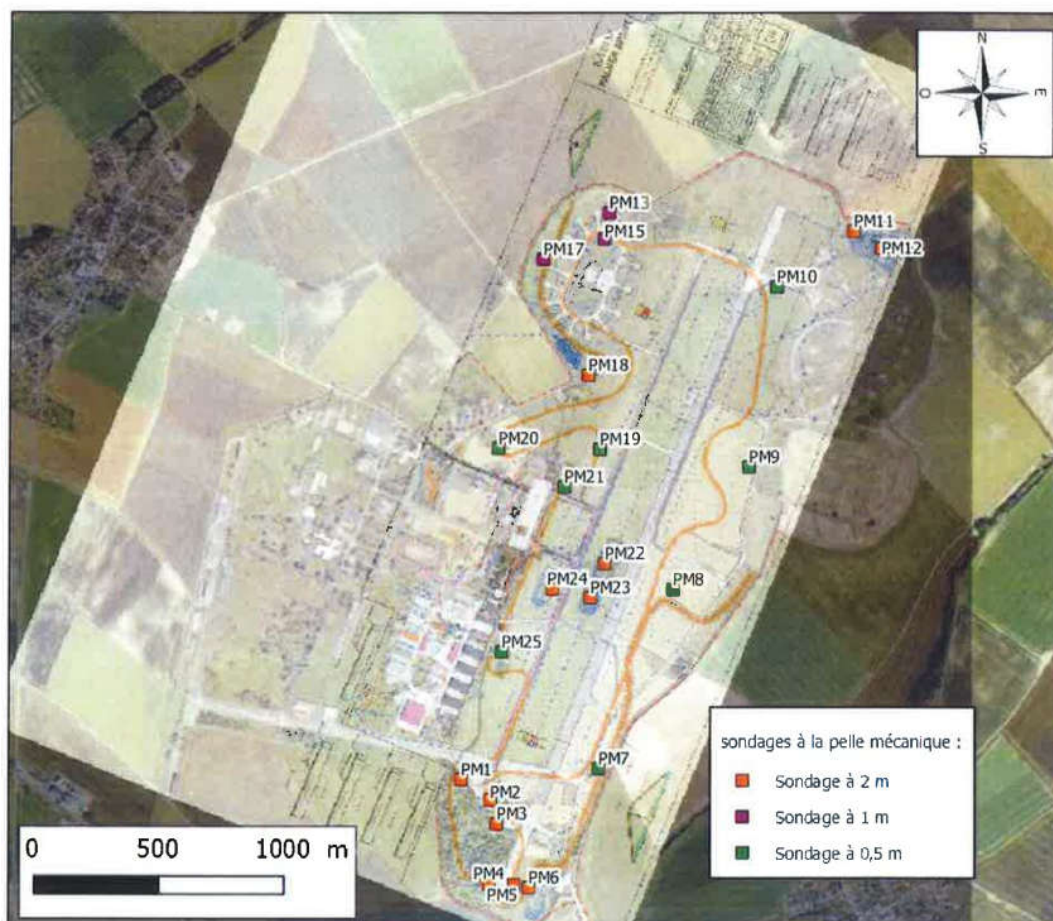 N
O
E
S
PM13
PM15
PM17
PM11
PM12
PM10
PM18
PM20
PM19
PM21
PM9
PM22
PM24
PM23
PM8
PM25
PM7
PM1
PM2
PM3
PM4
PM5
PM6
sondages à la pelle mécanique :
Sondage à 2 m
Sondage à 1 m
Sondage à 0,5 m
0 500 1000 m